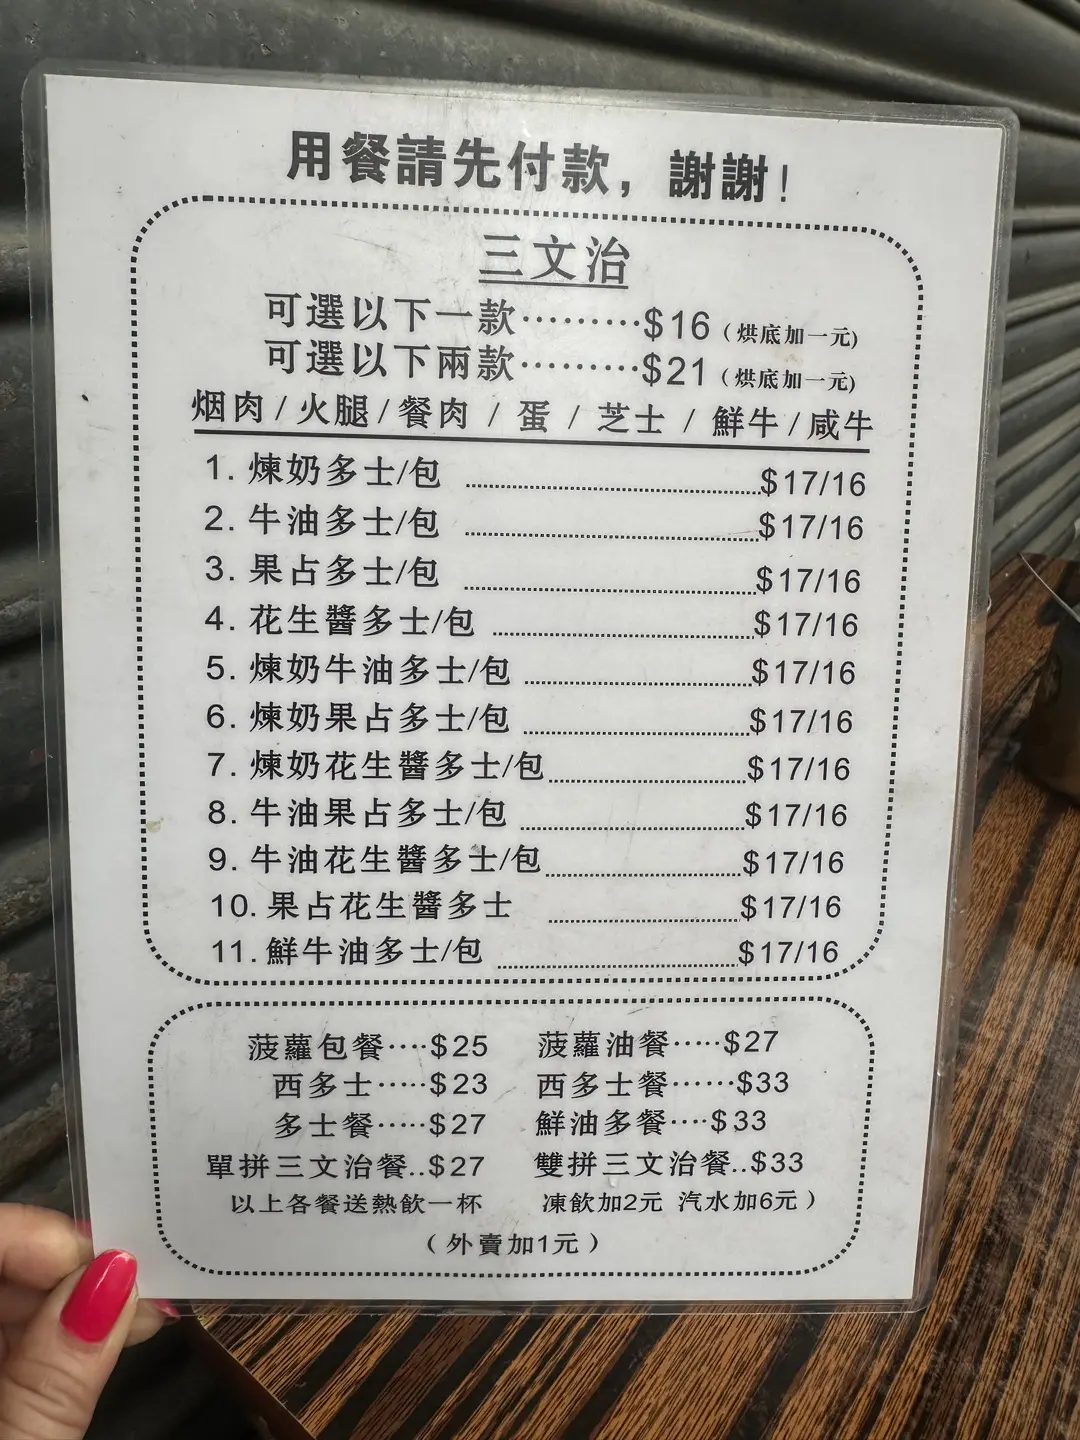 用餐請先付款，謝謝！
三文治
可選以下一款·········$16（烘底加一元)
可選以下兩款·········$21（烘底加一元)
烟肉/火腿/餐肉/蛋/芝士/鮮牛/咸牛
1. 煉奶多士/包 $17/16
2. 牛油多士/包 $17/16
3. 果占多士/包 $17/16
4. 花生醬多士/包 $17/16
5. 煉奶牛油多士/包 $17/16
6. 煉奶果占多士/包 $17/16
7. 煉奶花生醬多士/包 $17/16
8. 牛油果占多士/包 $17/16
9. 牛油花生醬多士/包 $17/16
10. 果占花生醬多士 $17/16
11. 鮮牛油多士/包 $17/16
菠蘿包餐····$25 菠蘿油餐·····$27
西多士·····$23 西多士餐······$33
多士餐·····$27 鮮油多餐····$33
單拼三文治餐..$27 雙拼三文治餐..$33
以上各餐送熱飲一杯 凍飲加2元 汽水加6元）
（外賣加1元）